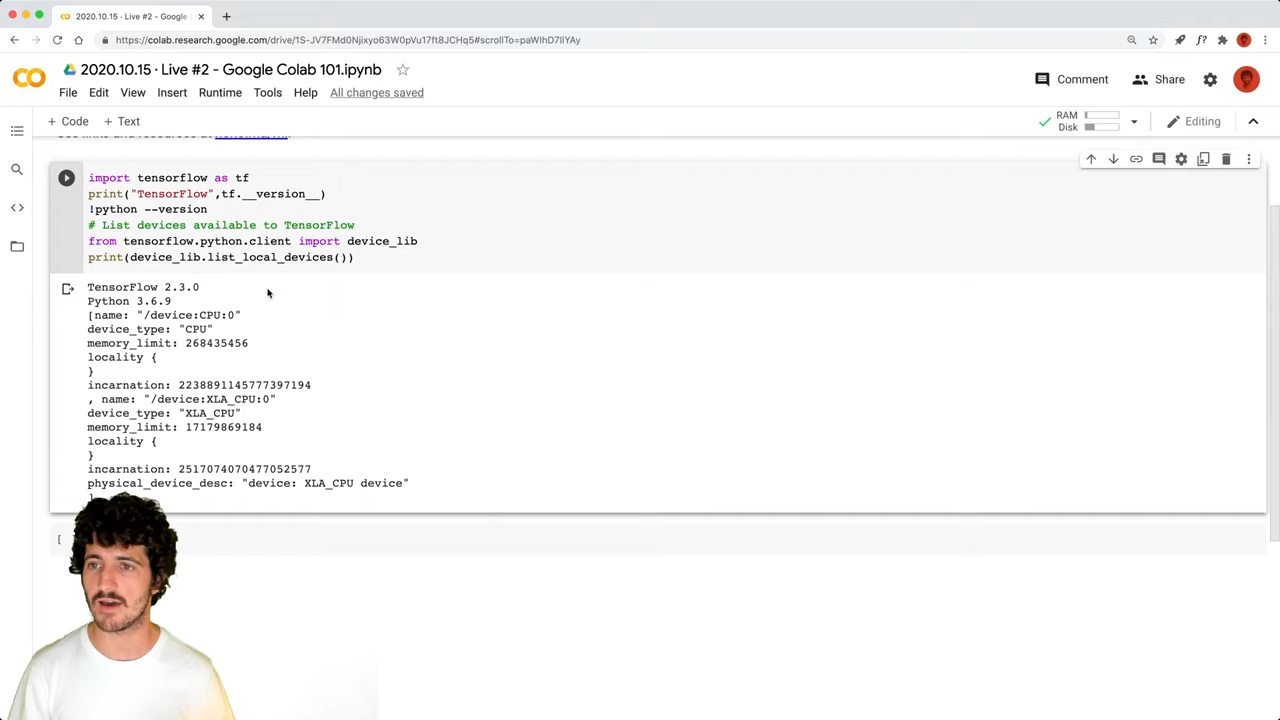 2020.10.15 · Live #2 - Google
https://colab.research.google.com/drive/1S-JV7FMd0Njixyo63W0pVu17ft8JCHq5#scrollTo=paWIhD7lIYAy
2020.10.15 · Live #2 - Google Colab 101.ipynb
Comment
Share
File Edit View Insert Runtime Tools Help All changes saved
+ Code + Text
RAM
Disk
Editing
import tensorflow as tf
print("TensorFlow",tf.__version__)
!python --version
# List devices available to TensorFlow
from tensorflow.python.client import device_lib
print(device_lib.list_local_devices())
TensorFlow 2.3.0
Python 3.6.9
[name: "/device:CPU:0"
device_type: "CPU"
memory_limit: 268435456
locality {
}
incarnation: 2238891145777397194
, name: "/device:XLA_CPU:0"
device_type: "XLA_CPU"
memory_limit: 17179869184
locality {
}
incarnation: 2517074070477052577
physical_device_desc: "device: XLA_CPU device"
]
[